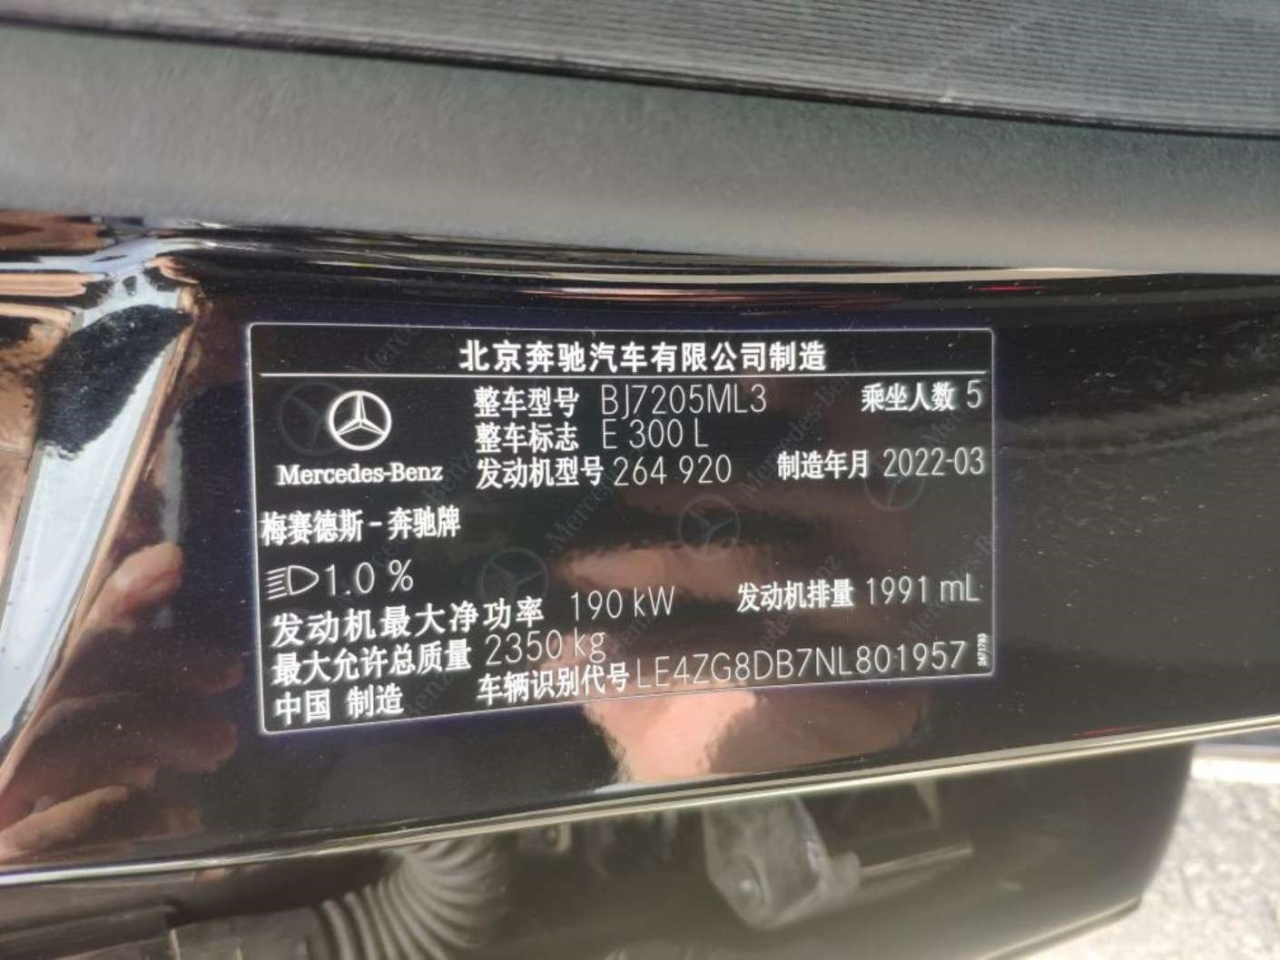 北京奔驰汽车有限公司制造
整车型号 BJ7205ML3 乘坐人数 5
整车标志 E 300 L
发动机型号 264 920 制造年月 2022-03
Mercedes-Benz
梅赛德斯-奔驰牌
1.0 %
发动机最大净功率 190 kW 发动机排量 1991 mL
最大允许总质量 2350 kg
中国 制造 车辆识别代号 LE4ZG8DB7NL801957